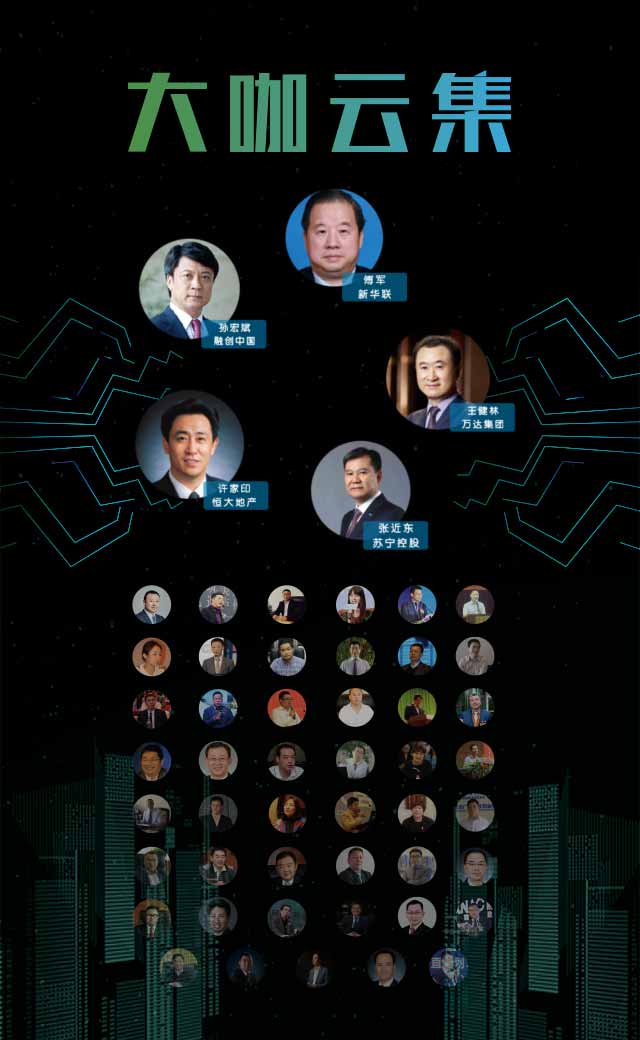 大咖云集
傅军
新华联
孙宏斌
融创中国
王健林
万达集团
许家印
恒大地产
张近东
苏宁控股